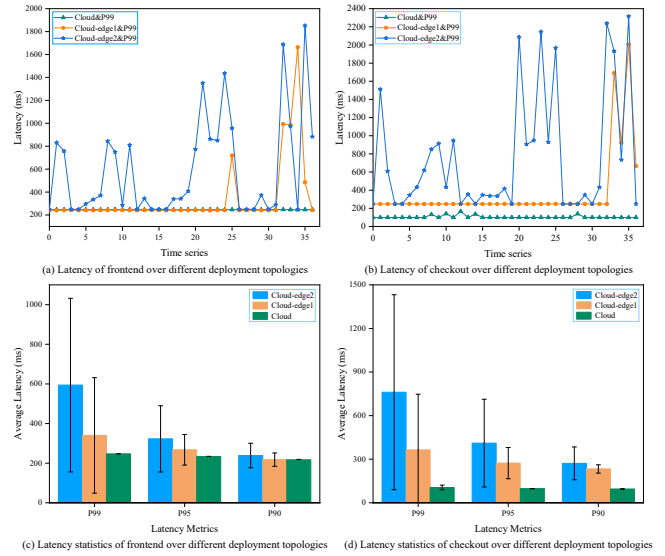 2000
1800
1600
1400
1200
1000
800
600
400
200
Latency (ms)
Cloud&P99
Cloud-edge1&P99
Cloud-edge2&P99
0 5 10 15 20 25 30 35
Time series
(a) Latency of frontend over different deployment topologies
2400
2200
2000
1800
1600
1400
1200
1000
800
600
400
200
0
Latency (ms)
Cloud&P99
Cloud-edge1&P99
Cloud-edge2&P99
0 5 10 15 20 25 30 35
Time series
(b) Latency of checkout over different deployment topologies
1000
800
600
400
200
0
Average Latency (ms)
Cloud-edge2
Cloud-edge1
Cloud
P99 P95 P90
Latency Metrics
(c) Latency statistics of frontend over different deployment topologies
1500
1200
900
600
300
0
Average Latency (ms)
Cloud-edge2
Cloud-edge1
Cloud
P99 P95 P90
Latency Metrics
(d) Latency statistics of checkout over different deployment topologies